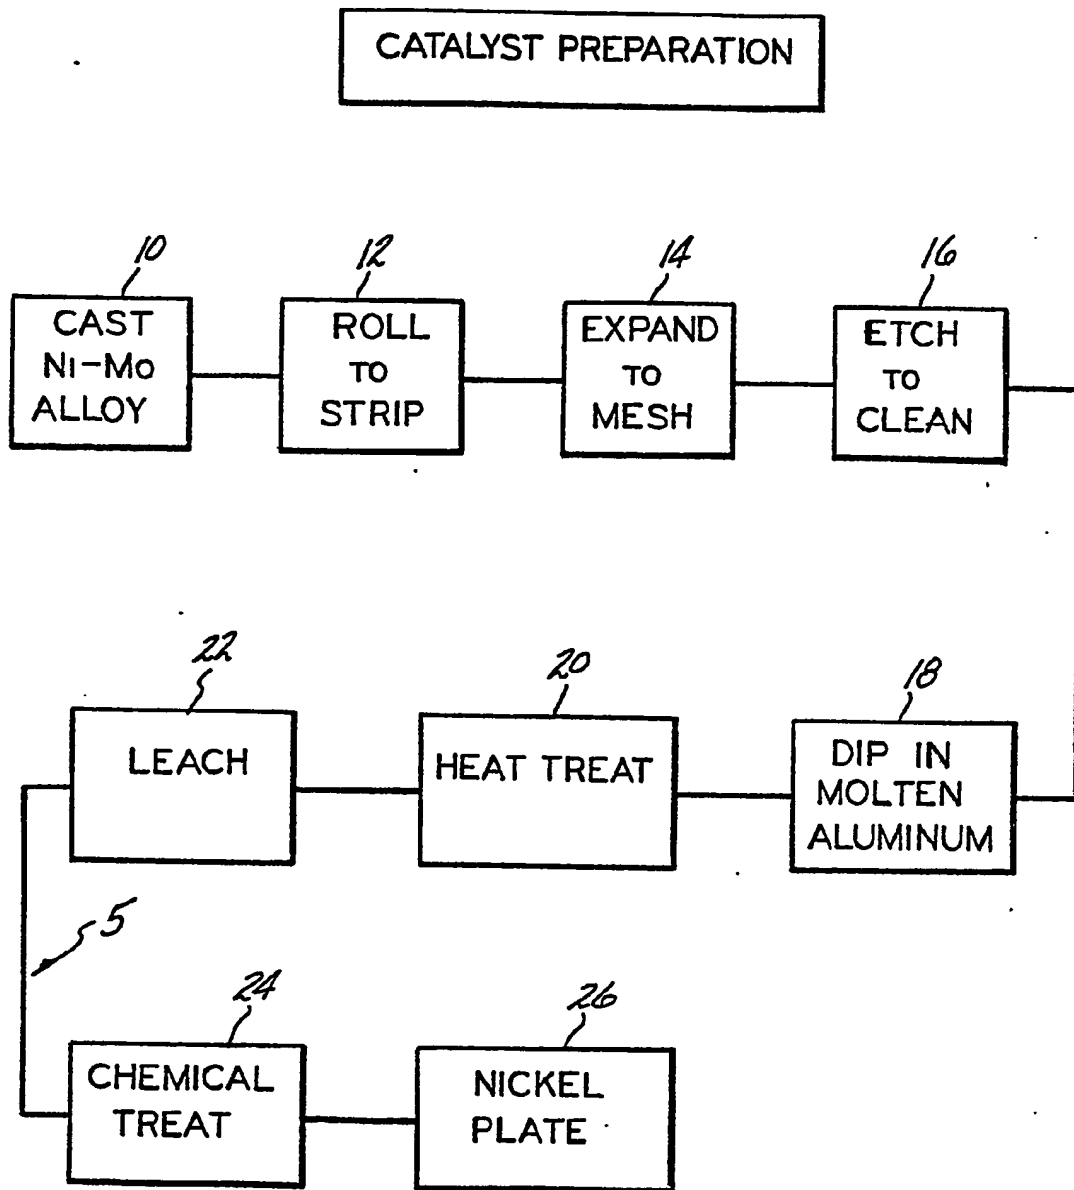 CATALYST PREPARATION
10
CAST
Ni-Mo
ALLOY
12
ROLL
TO
STRIP
14
EXPAND
TO
MESH
16
ETCH
TO
CLEAN
18
DIP IN
MOLTEN
ALUMINUM
20
HEAT TREAT
22
LEACH
5
24
CHEMICAL
TREAT
26
NICKEL
PLATE